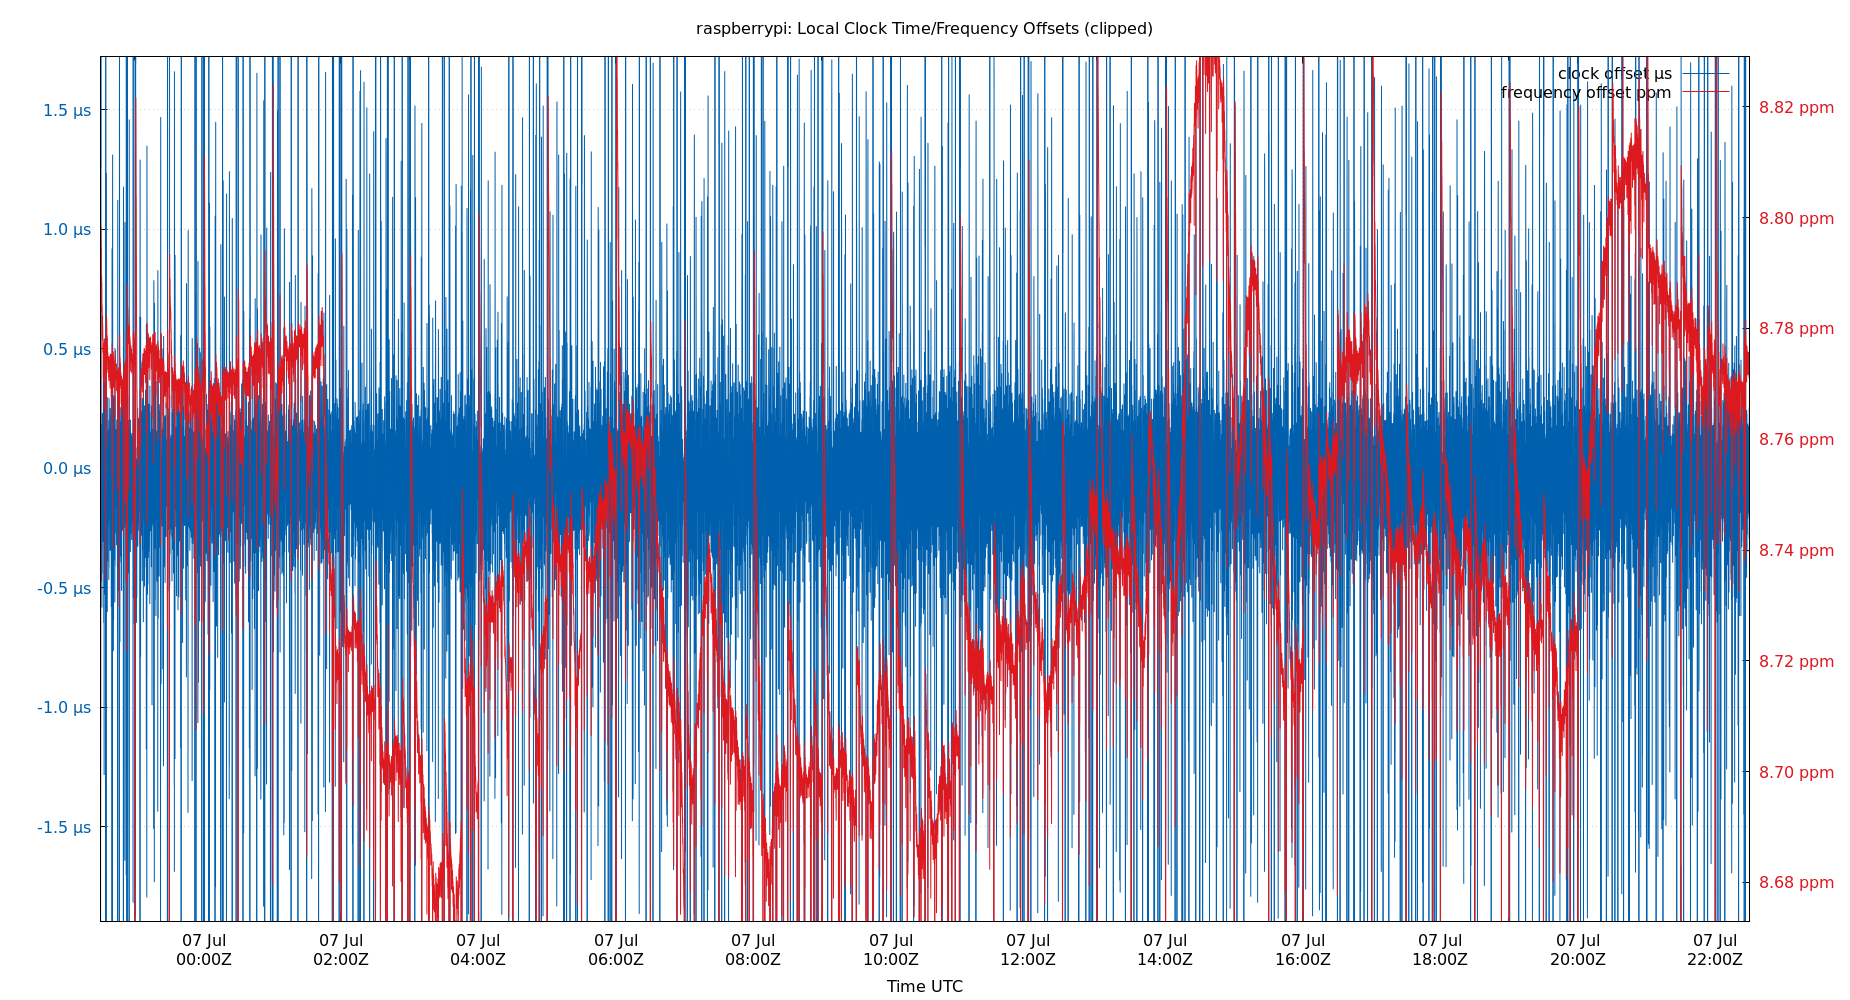 raspberrypi: Local Clock Time/Frequency Offsets (clipped)
clock offset µs
frequency offset ppm
1.5 µs
1.0 µs
0.5 µs
0.0 µs
-0.5 µs
-1.0 µs
-1.5 µs
8.82 ppm
8.80 ppm
8.78 ppm
8.76 ppm
8.74 ppm
8.72 ppm
8.70 ppm
8.68 ppm
07 Jul 07 Jul 07 Jul 07 Jul 07 Jul 07 Jul 07 Jul 07 Jul 07 Jul 07 Jul 07 Jul 07 Jul
00:00Z 02:00Z 04:00Z 06:00Z 08:00Z 10:00Z 12:00Z 14:00Z 16:00Z 18:00Z 20:00Z 22:00Z
Time UTC